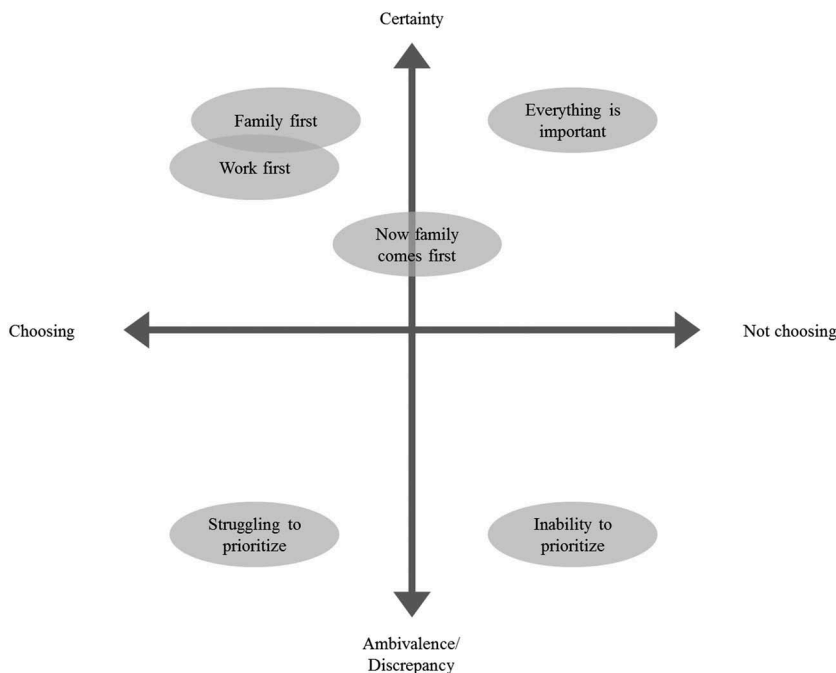 Certainty
Family first
Everything is
important
Work first
Now family
comes first
Choosing
Not choosing
Struggling to
prioritize
Inability to
prioritize
Ambivalence/
Discrepancy